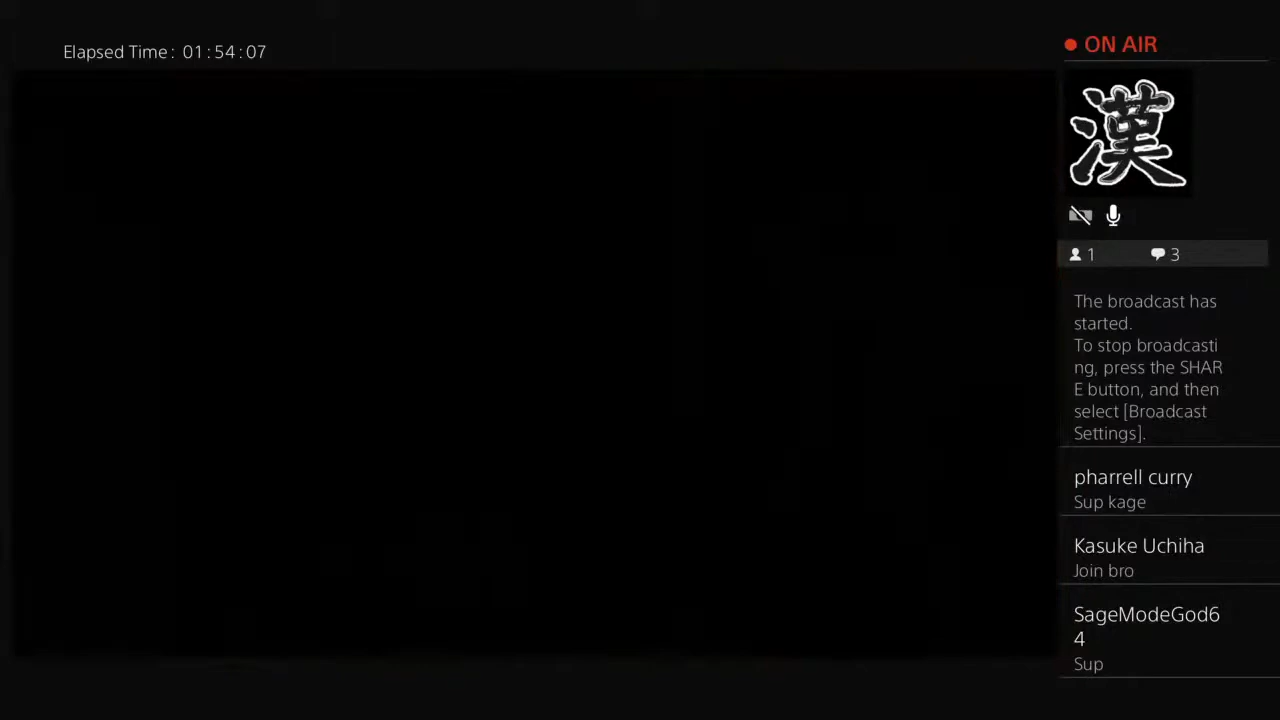 Elapsed Time: 01:54:07
ON AIR
漢
1 3
The broadcast has
started.
To stop broadcasti
ng, press the SHAR
E button, and then
select [Broadcast
Settings].
pharrell curry
Sup kage
Kasuke Uchiha
Join bro
SageModeGod6
4
Sup